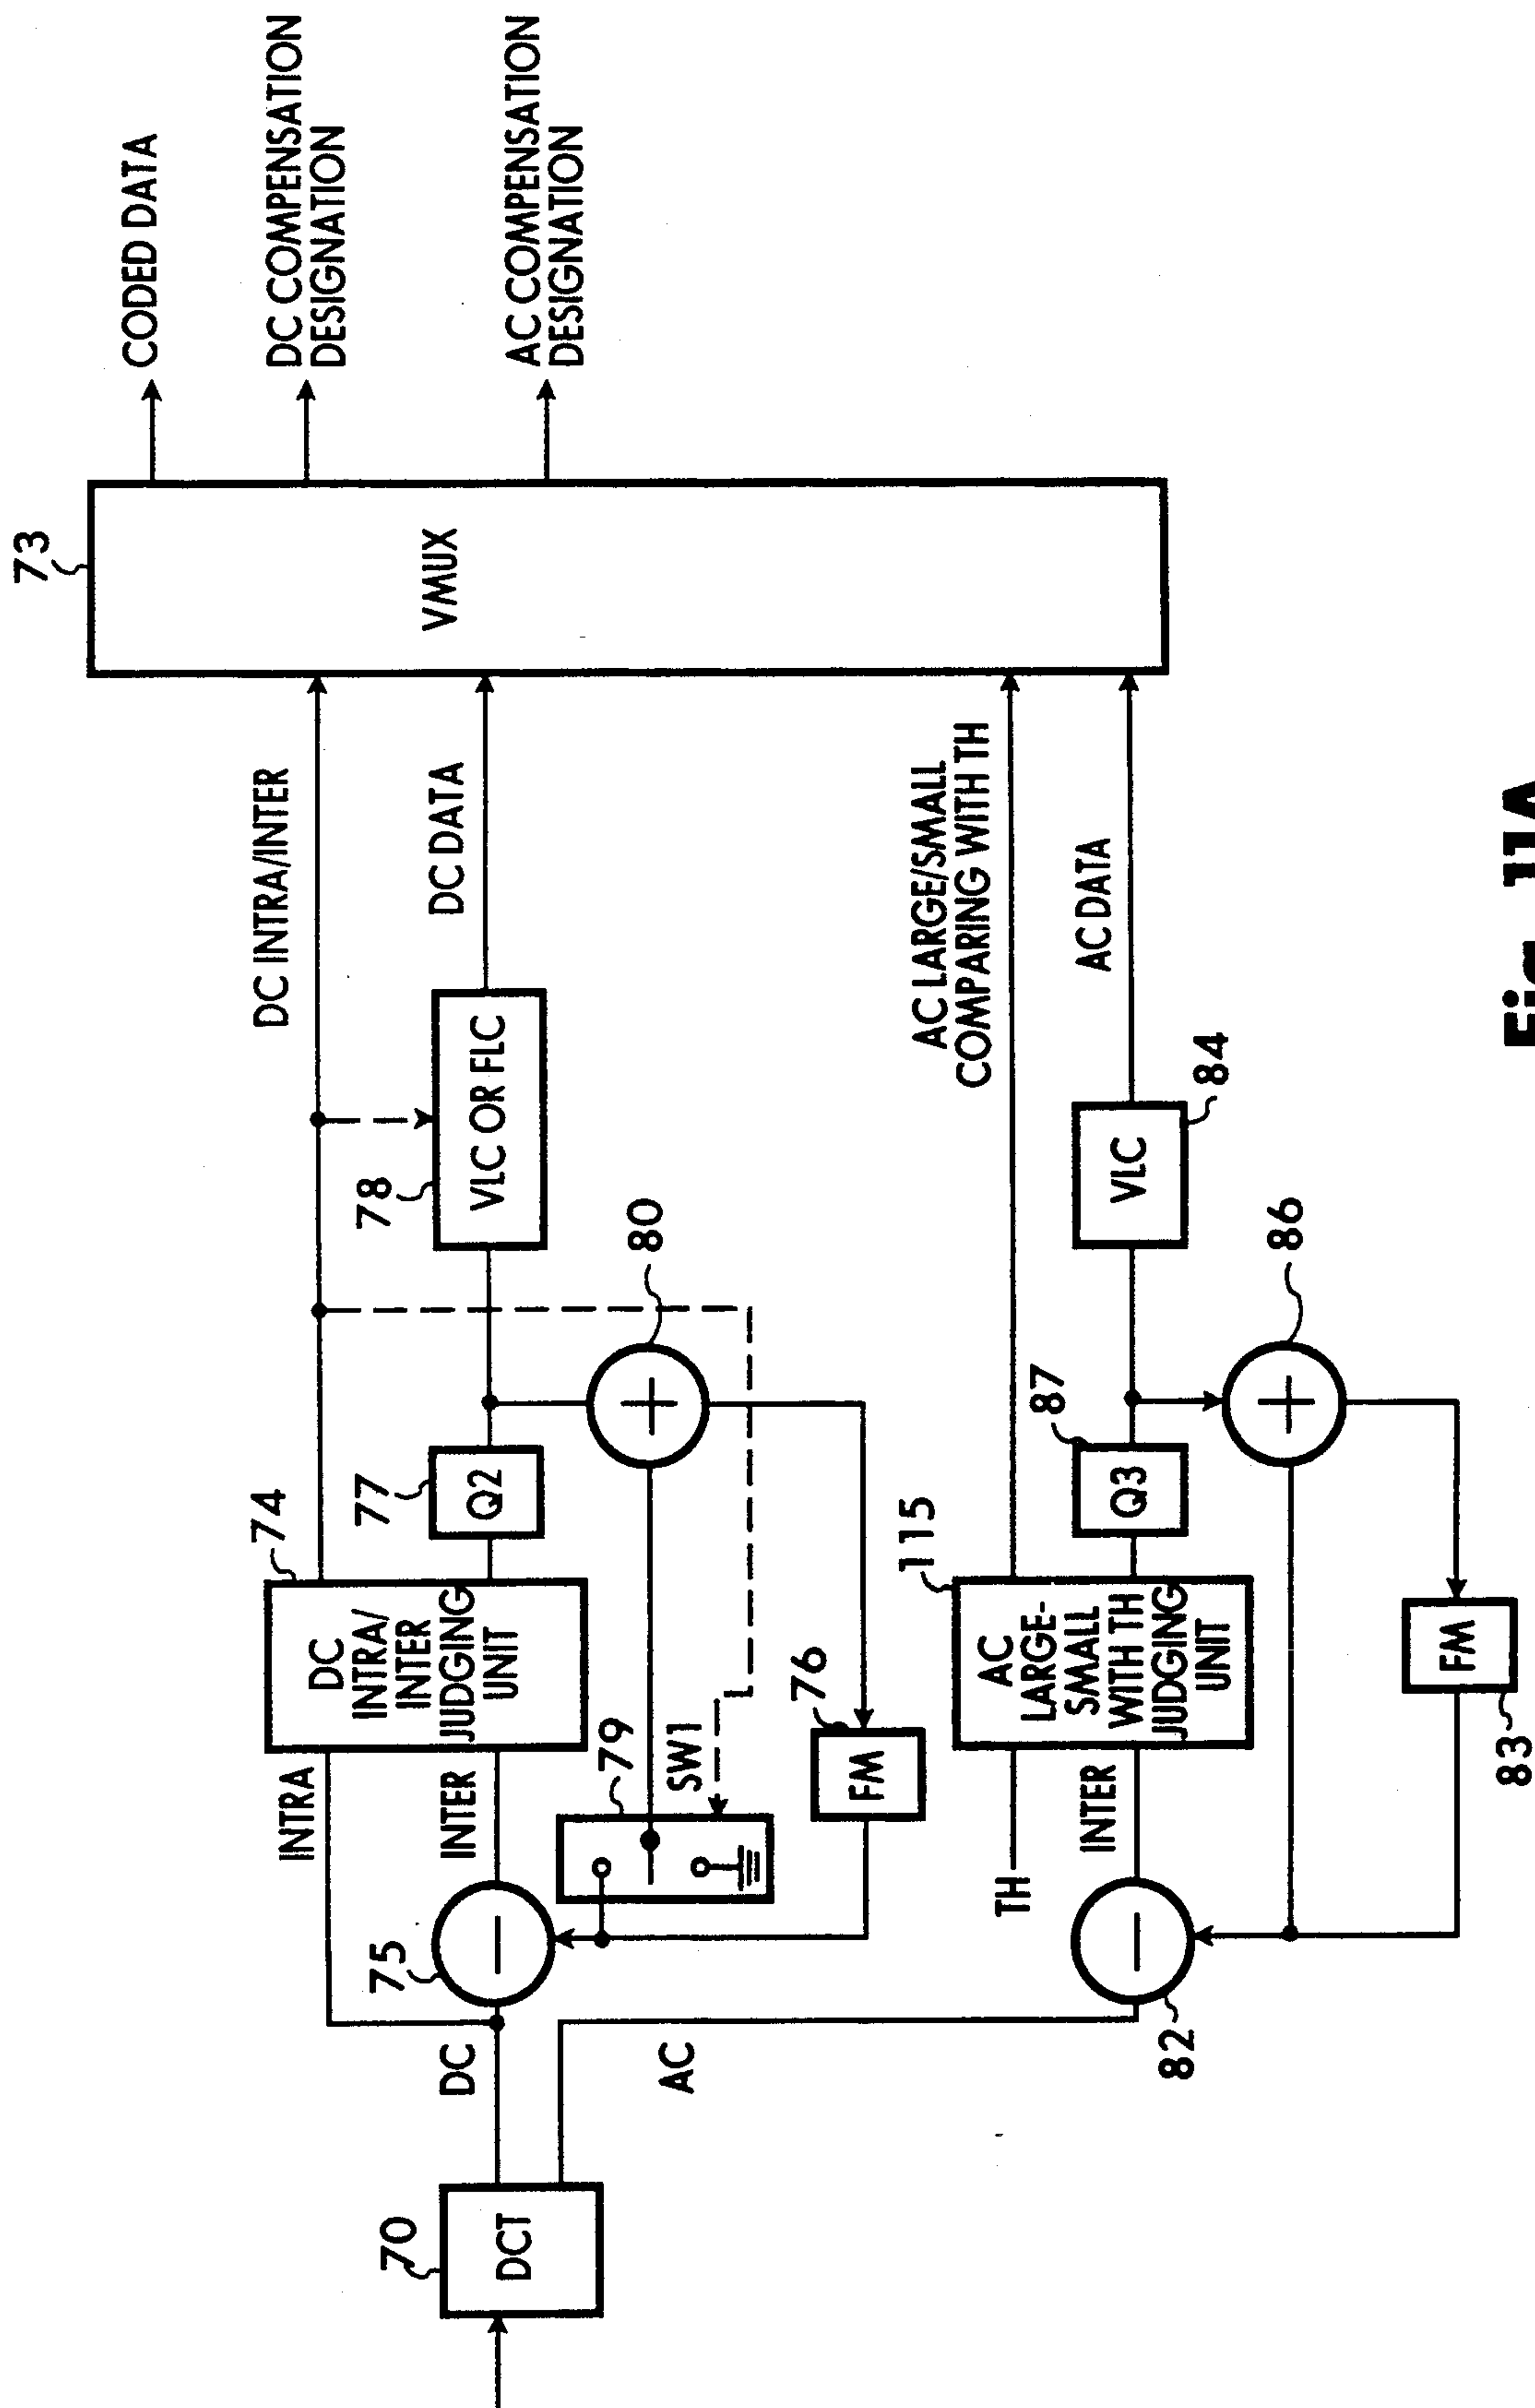 73
VMUX
CODED DATA
DC COMPENSATION
DESIGNATION
AC COMPENSATION
DESIGNATION
DC INTRA/INTER
DC DATA
AC LARGE/SMALL
COMPARING WITH TH
AC DATA
78
VLC OR FLC
80
84
VLC
86
74
DC
INTRA/
INTER
JUDGING
UNIT
77
Q2
87
Q3
115
AC
LARGE-
SMALL
WITH TH
JUDGING
UNIT
INTRA
INTER
79
SW1
76
FM
TH
INTER
FM
83
75
82
DC
AC
70
DCT
Fig. 11A